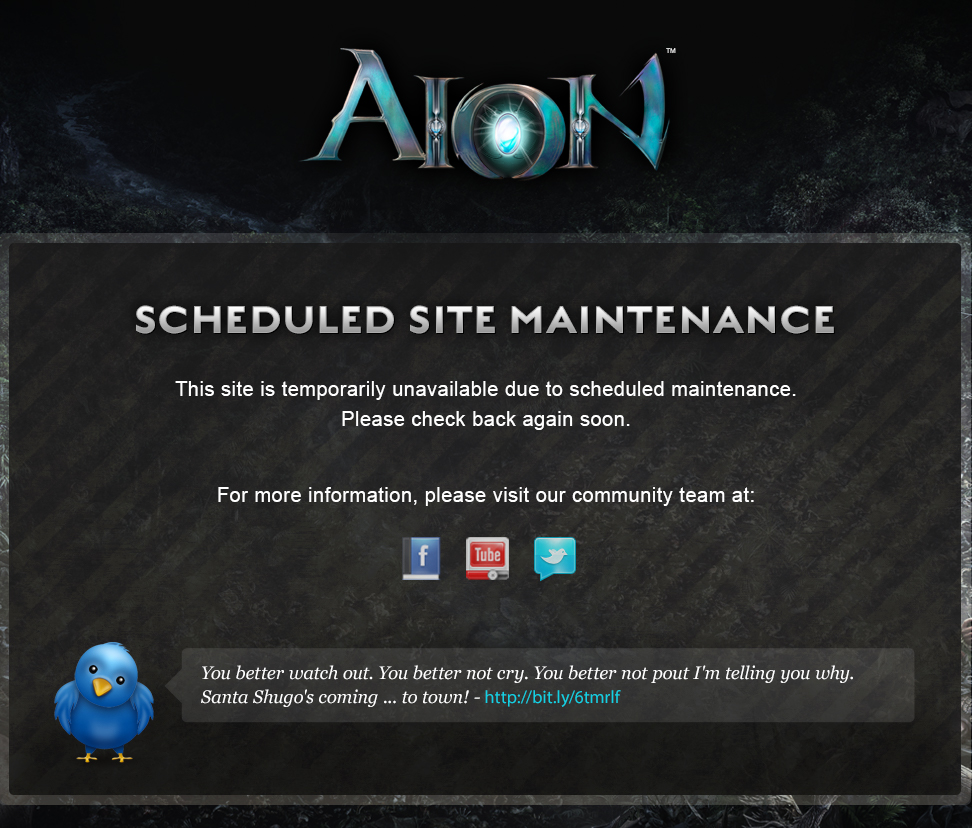 AION™
SCHEDULED SITE MAINTENANCE
This site is temporarily unavailable due to scheduled maintenance.
Please check back again soon.
For more information, please visit our community team at:
f
Tube
You better watch out. You better not cry. You better not pout I'm telling you why.
Santa Shugo's coming ... to town! - http://bit.ly/6tmrlf